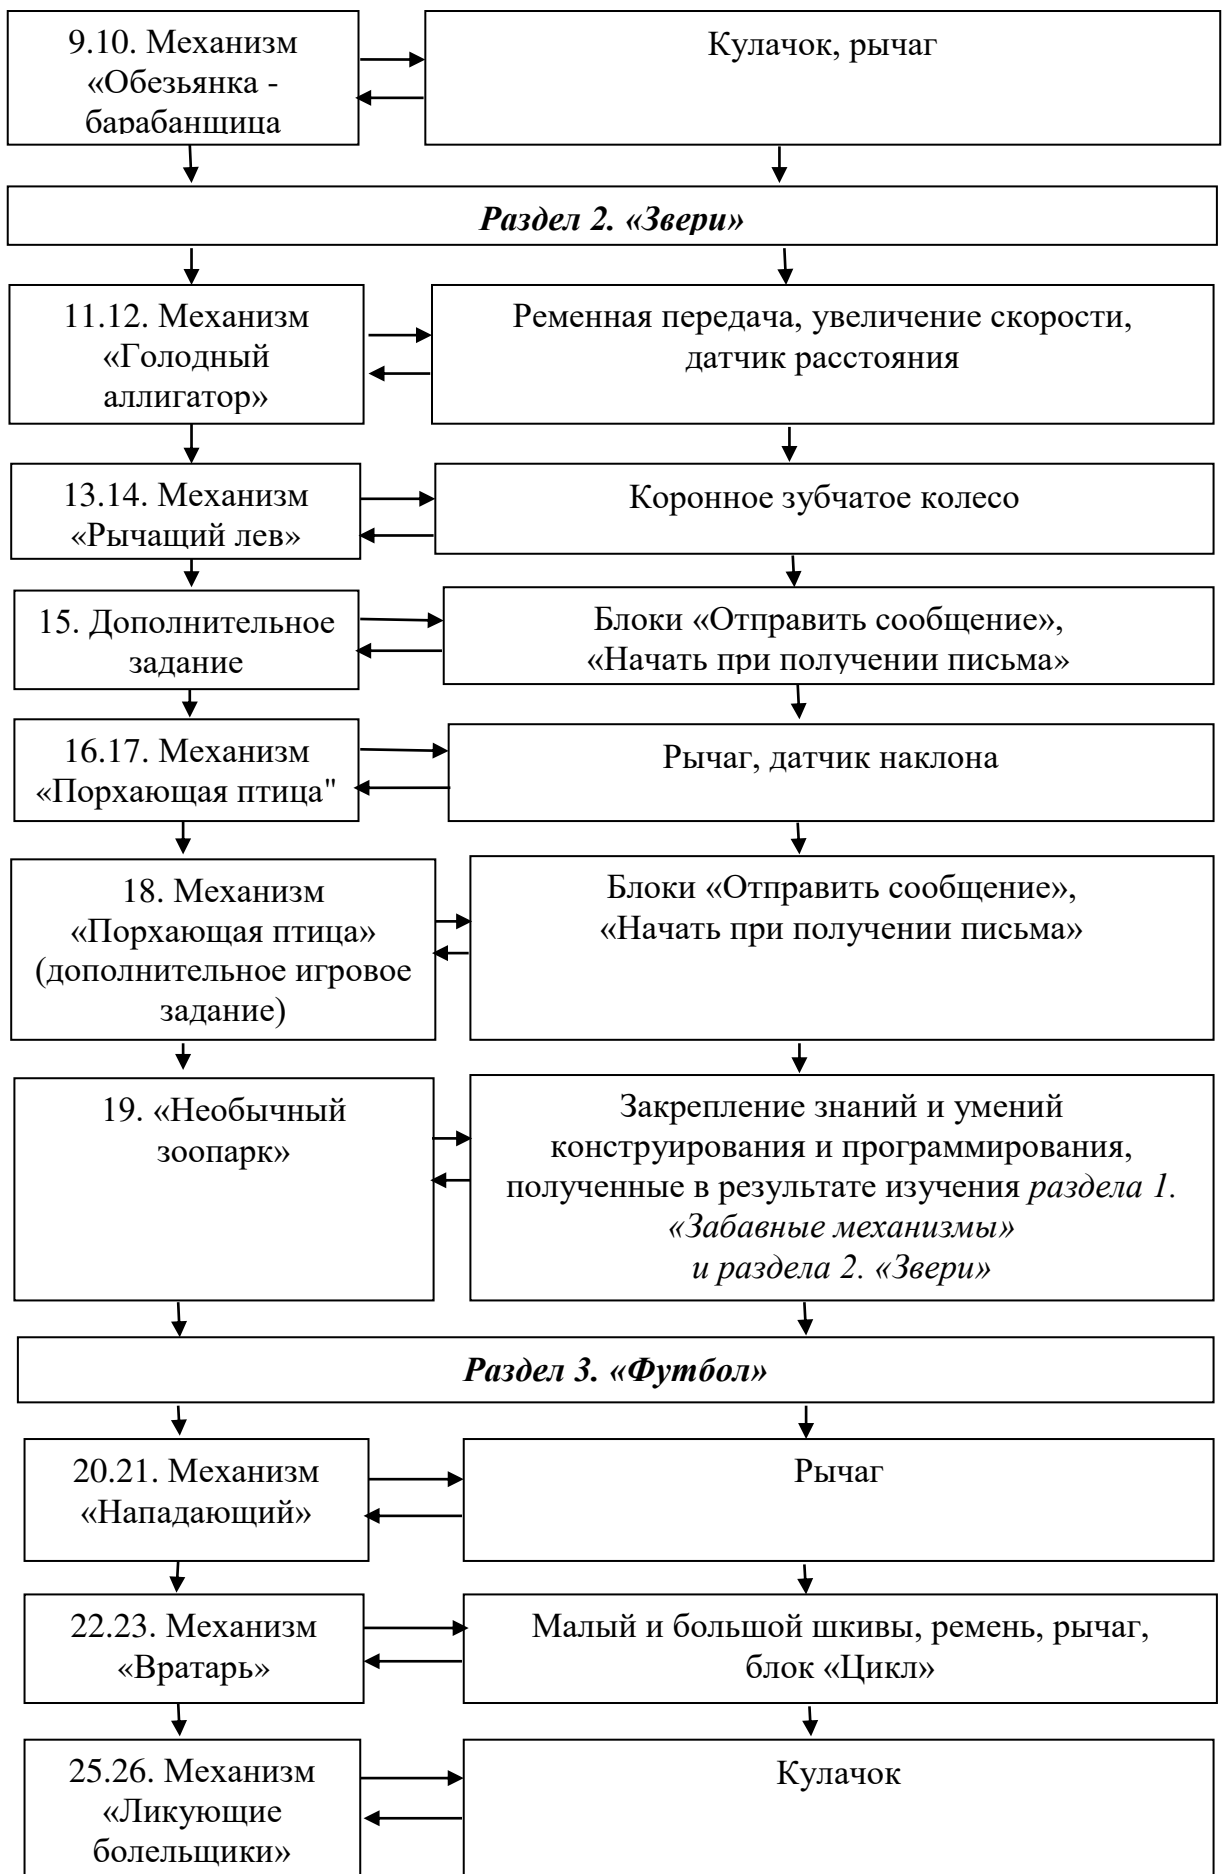 9.10. Механизм
«Обезьянка -
барабанщица
Кулачок, рычаг
Раздел 2. «Звери»
11.12. Механизм
«Голодный
аллигатор»
Ременная передача, увеличение скорости,
датчик расстояния
13.14. Механизм
«Рычащий лев»
Коронное зубчатое колесо
15. Дополнительное
задание
Блоки «Отправить сообщение»,
«Начать при получении письма»
16.17. Механизм
«Порхающая птица"
Рычаг, датчик наклона
18. Механизм
«Порхающая птица»
(дополнительное игровое
задание)
Блоки «Отправить сообщение»,
«Начать при получении письма»
19. «Необычный
зоопарк»
Закрепление знаний и умений
конструирования и программирования,
полученные в результате изучения раздела 1.
«Забавные механизмы»
и раздела 2. «Звери»
Раздел 3. «Футбол»
20.21. Механизм
«Нападающий»
Рычаг
22.23. Механизм
«Вратарь»
Малый и большой шкивы, ремень, рычаг,
блок «Цикл»
25.26. Механизм
«Ликующие
болельщики»
Кулачок